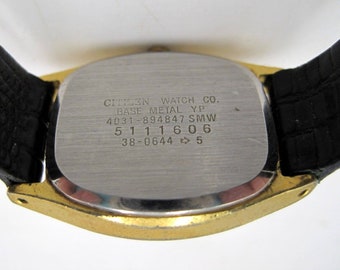 CITIZEN WATCH CO.
BASE METAL YP
4031-894847 SMW
5111606
38-0644 ➩ 5